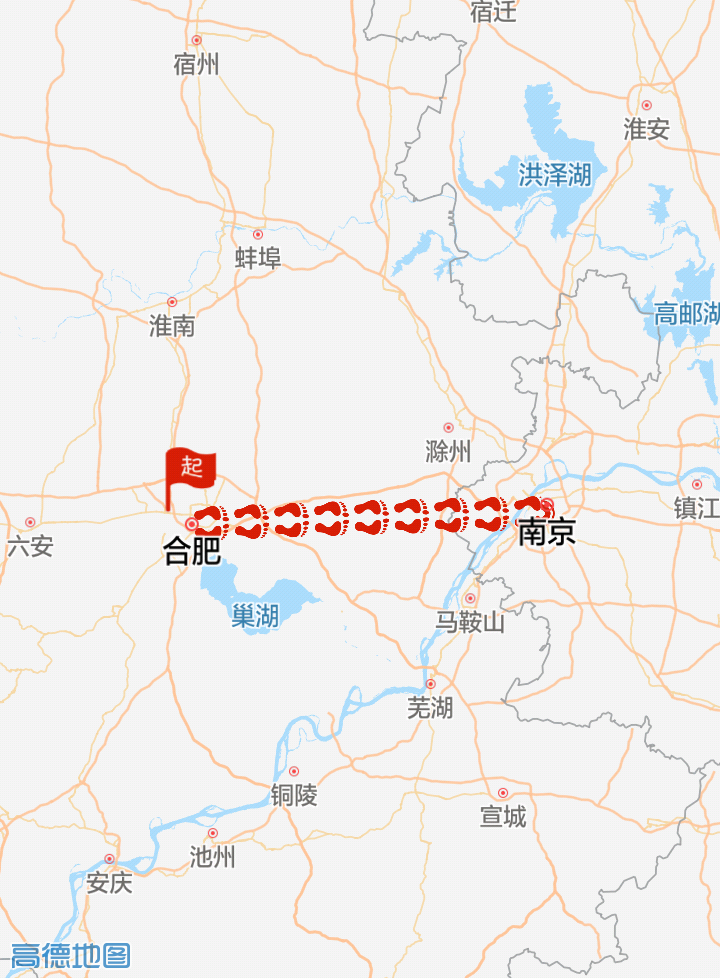 宿迁
宿州
淮安
洪泽湖
蚌埠
高邮湖
淮南
滁州
起
镇江
南京
六安
合肥
巢湖
马鞍山
芜湖
铜陵
宣城
池州
安庆
高德地图